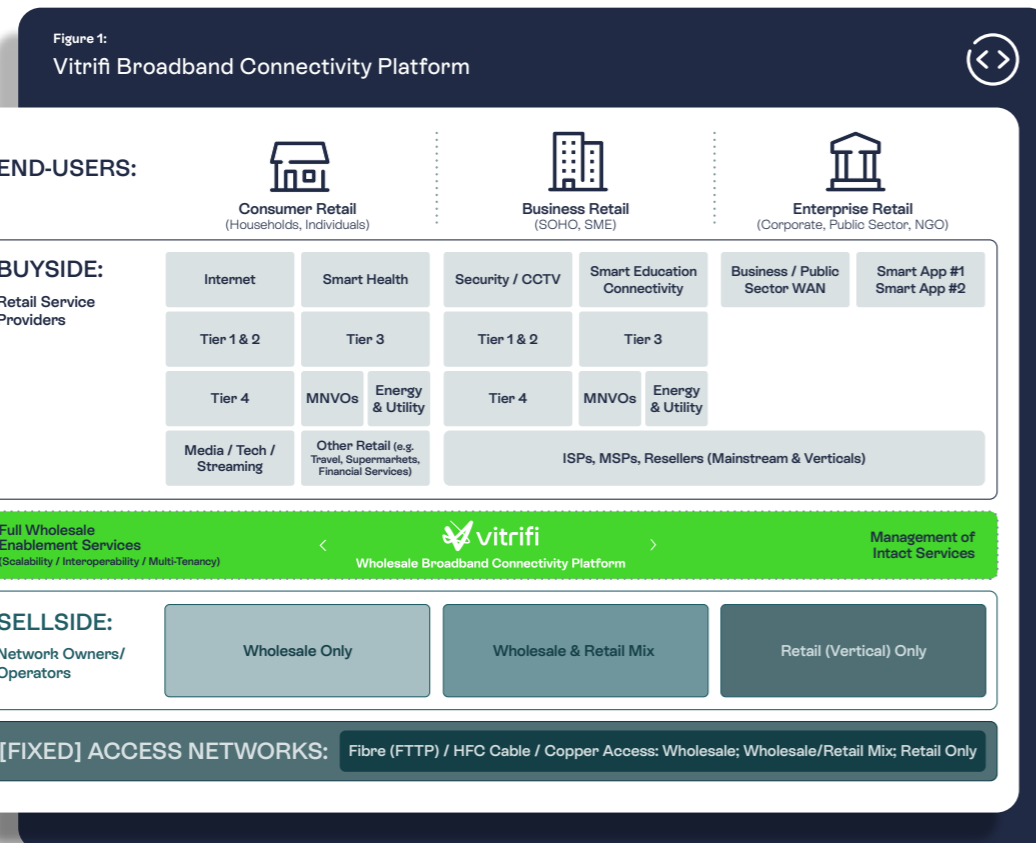 Figure 1:
Vitrifi Broadband Connectivity Platform
END-USERS:
Consumer Retail
(Households, Individuals)
Business Retail
(SOHO, SME)
Enterprise Retail
(Corporate, Public Sector, NGO)
BUYSIDE:
Retail Service
Providers
Internet
Smart Health
Security / CCTV
Smart Education
Connectivity
Business / Public
Sector WAN
Smart App #1
Smart App #2
Tier 1 & 2
Tier 3
Tier 1 & 2
Tier 3
Tier 4
MNVOs
Energy
& Utility
Tier 4
MNVOs
Energy
& Utility
Media / Tech /
Streaming
Other Retail (e.g.
Travel, Supermarkets,
Financial Services)
ISPs, MSPs, Resellers (Mainstream & Verticals)
Full Wholesale
Enablement Services
(Scalability / Interoperability / Multi-Tenancy)
vitrifi
Wholesale Broadband Connectivity Platform
Management of
Intact Services
SELLSIDE:
Network Owners/
Operators
Wholesale Only
Wholesale & Retail Mix
Retail (Vertical) Only
[FIXED] ACCESS NETWORKS:
Fibre (FTTP) / HFC Cable / Copper Access: Wholesale; Wholesale/Retail Mix; Retail Only